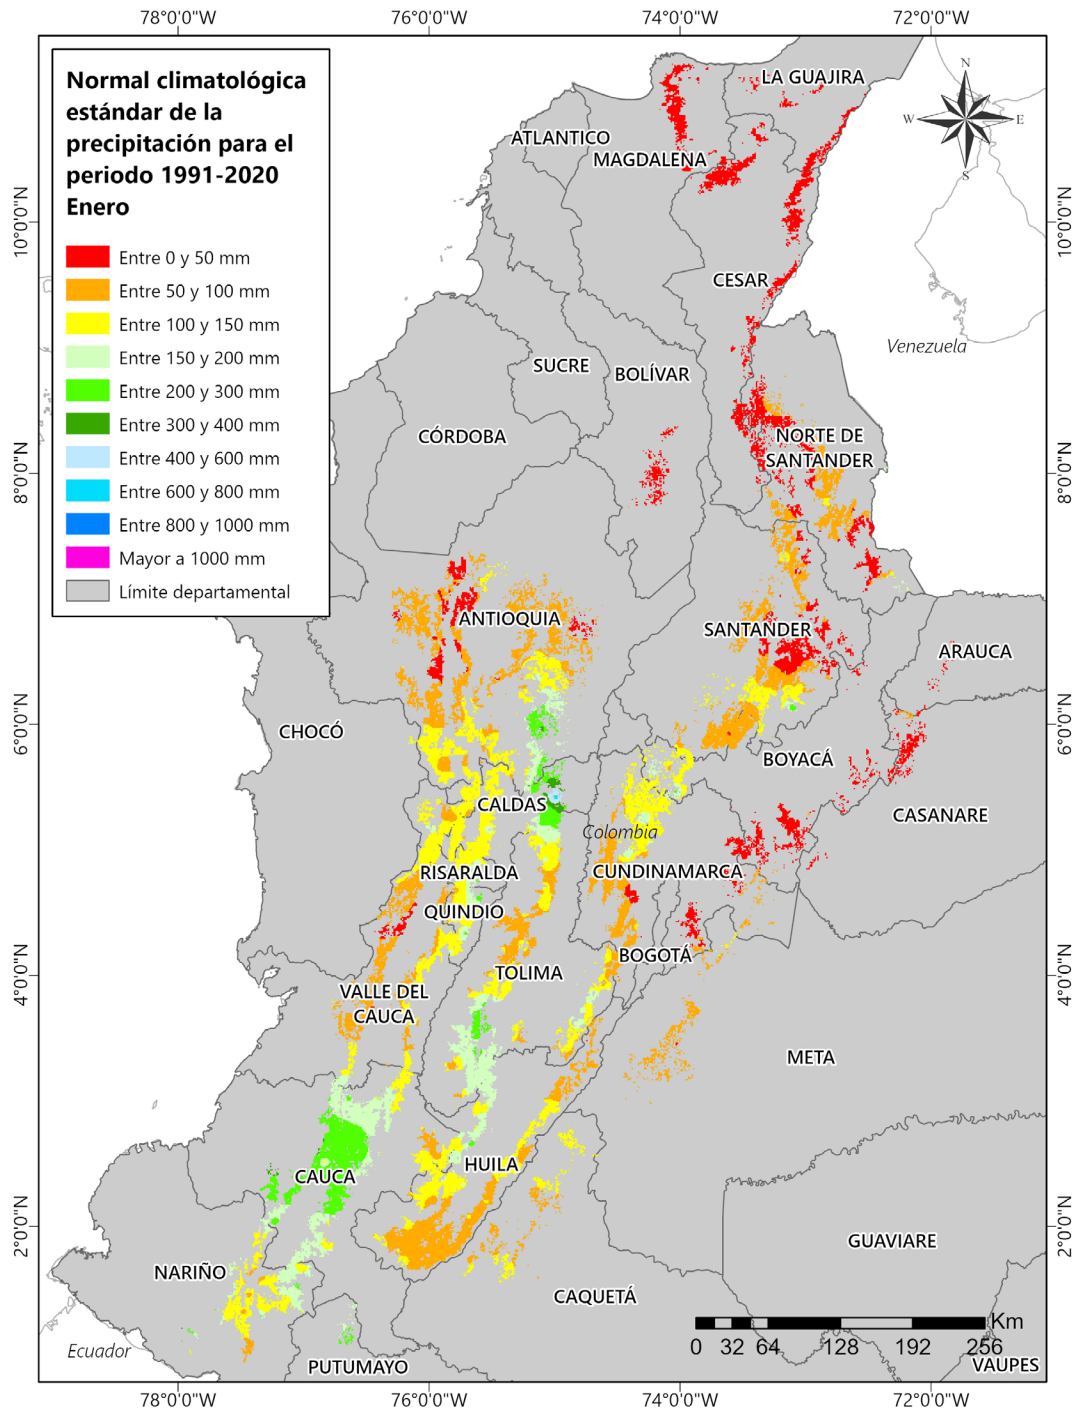 78°0'0"W 76°0'0"W 74°0'0"W 72°0'0"W
Normal climatológica
estándar de la
precipitación para el
periodo 1991-2020
Enero
Entre 0 y 50 mm
Entre 50 y 100 mm
Entre 100 y 150 mm
Entre 150 y 200 mm
Entre 200 y 300 mm
Entre 300 y 400 mm
Entre 400 y 600 mm
Entre 600 y 800 mm
Entre 800 y 1000 mm
Mayor a 1000 mm
Límite departamental
N
W E
S
LA GUAJIRA
ATLANTICO
MAGDALENA
10°0'0"N 10°0'0"N
CESAR
Venezuela
SUCRE
BOLÍVAR
CÓRDOBA
NORTE DE
SANTANDER
8°0'0"N 8°0'0"N
ANTIOQUIA
SANTANDER
ARAUCA
6°0'0"N 6°0'0"N
CHOCÓ
BOYACÁ
CALDAS
CASANARE
Colombia
RISARALDA
CUNDINAMARCA
QUINDIO
BOGOTÁ
4°0'0"N 4°0'0"N
TOLIMA
VALLE DEL
CAUCA
META
HUILA
CAUCA
2°0'0"N 2°0'0"N
GUAVIARE
NARIÑO
CAQUETÁ
Km
0 32 64 128 192 256
Ecuador
PUTUMAYO
VAUPES
78°0'0"W 76°0'0"W 74°0'0"W 72°0'0"W